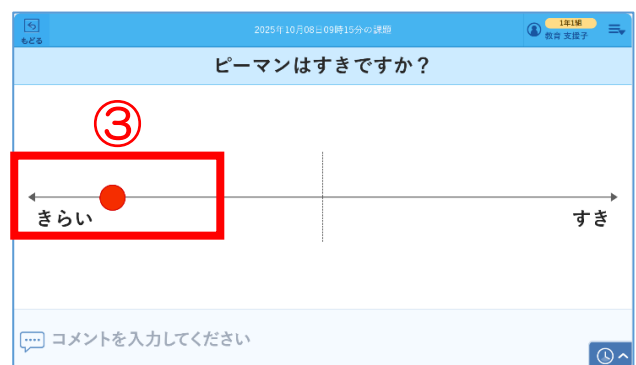 もどる
2025年10月08日09時15分の課題
1年1組
教育 支援子
ピーマンはすきですか？
③
きらい
すき
コメントを入力してください